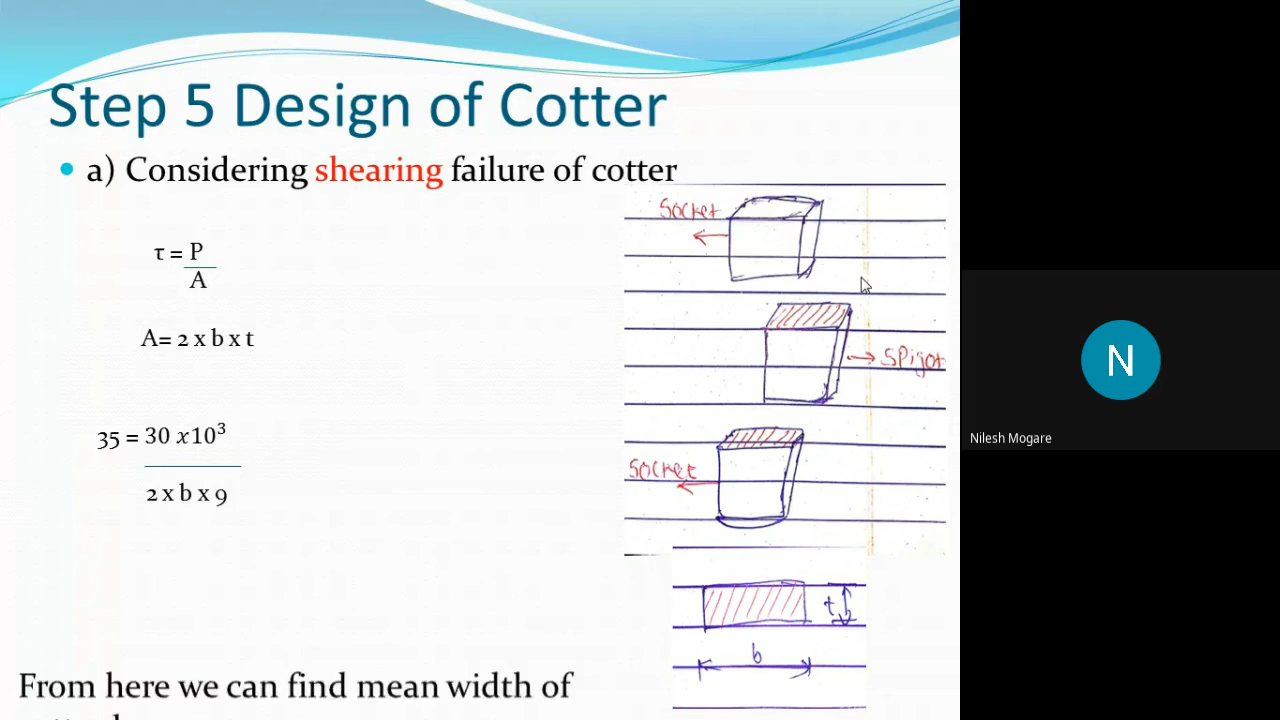 Step 5 Design of Cotter
a) Considering shearing failure of cotter
τ = P
A
A= 2 x b x t
35 = 30 x10³
2 x b x 9
From here we can find mean width of
Socket
Spigot
Socket
t
b
N
Nilesh Mogare